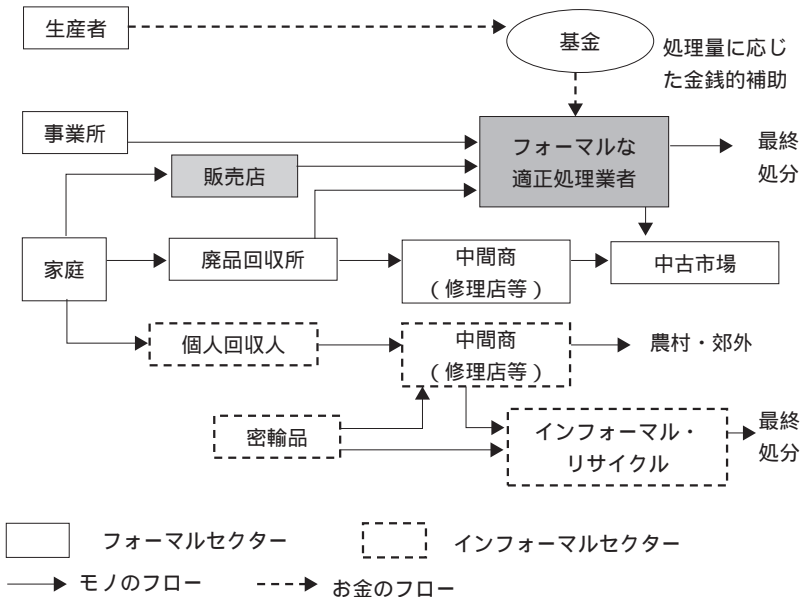 生産者
基金
処理量に応じ
た金銭的補助
事業所
フォーマルな
適正処理業者
最終
処分
販売店
家庭
廃品回収所
中間商
（修理店等）
中古市場
個人回収人
中間商
（修理店等）
農村・郊外
密輸品
インフォーマル・
リサイクル
最終
処分
フォーマルセクター
インフォーマルセクター
モノのフロー
お金のフロー